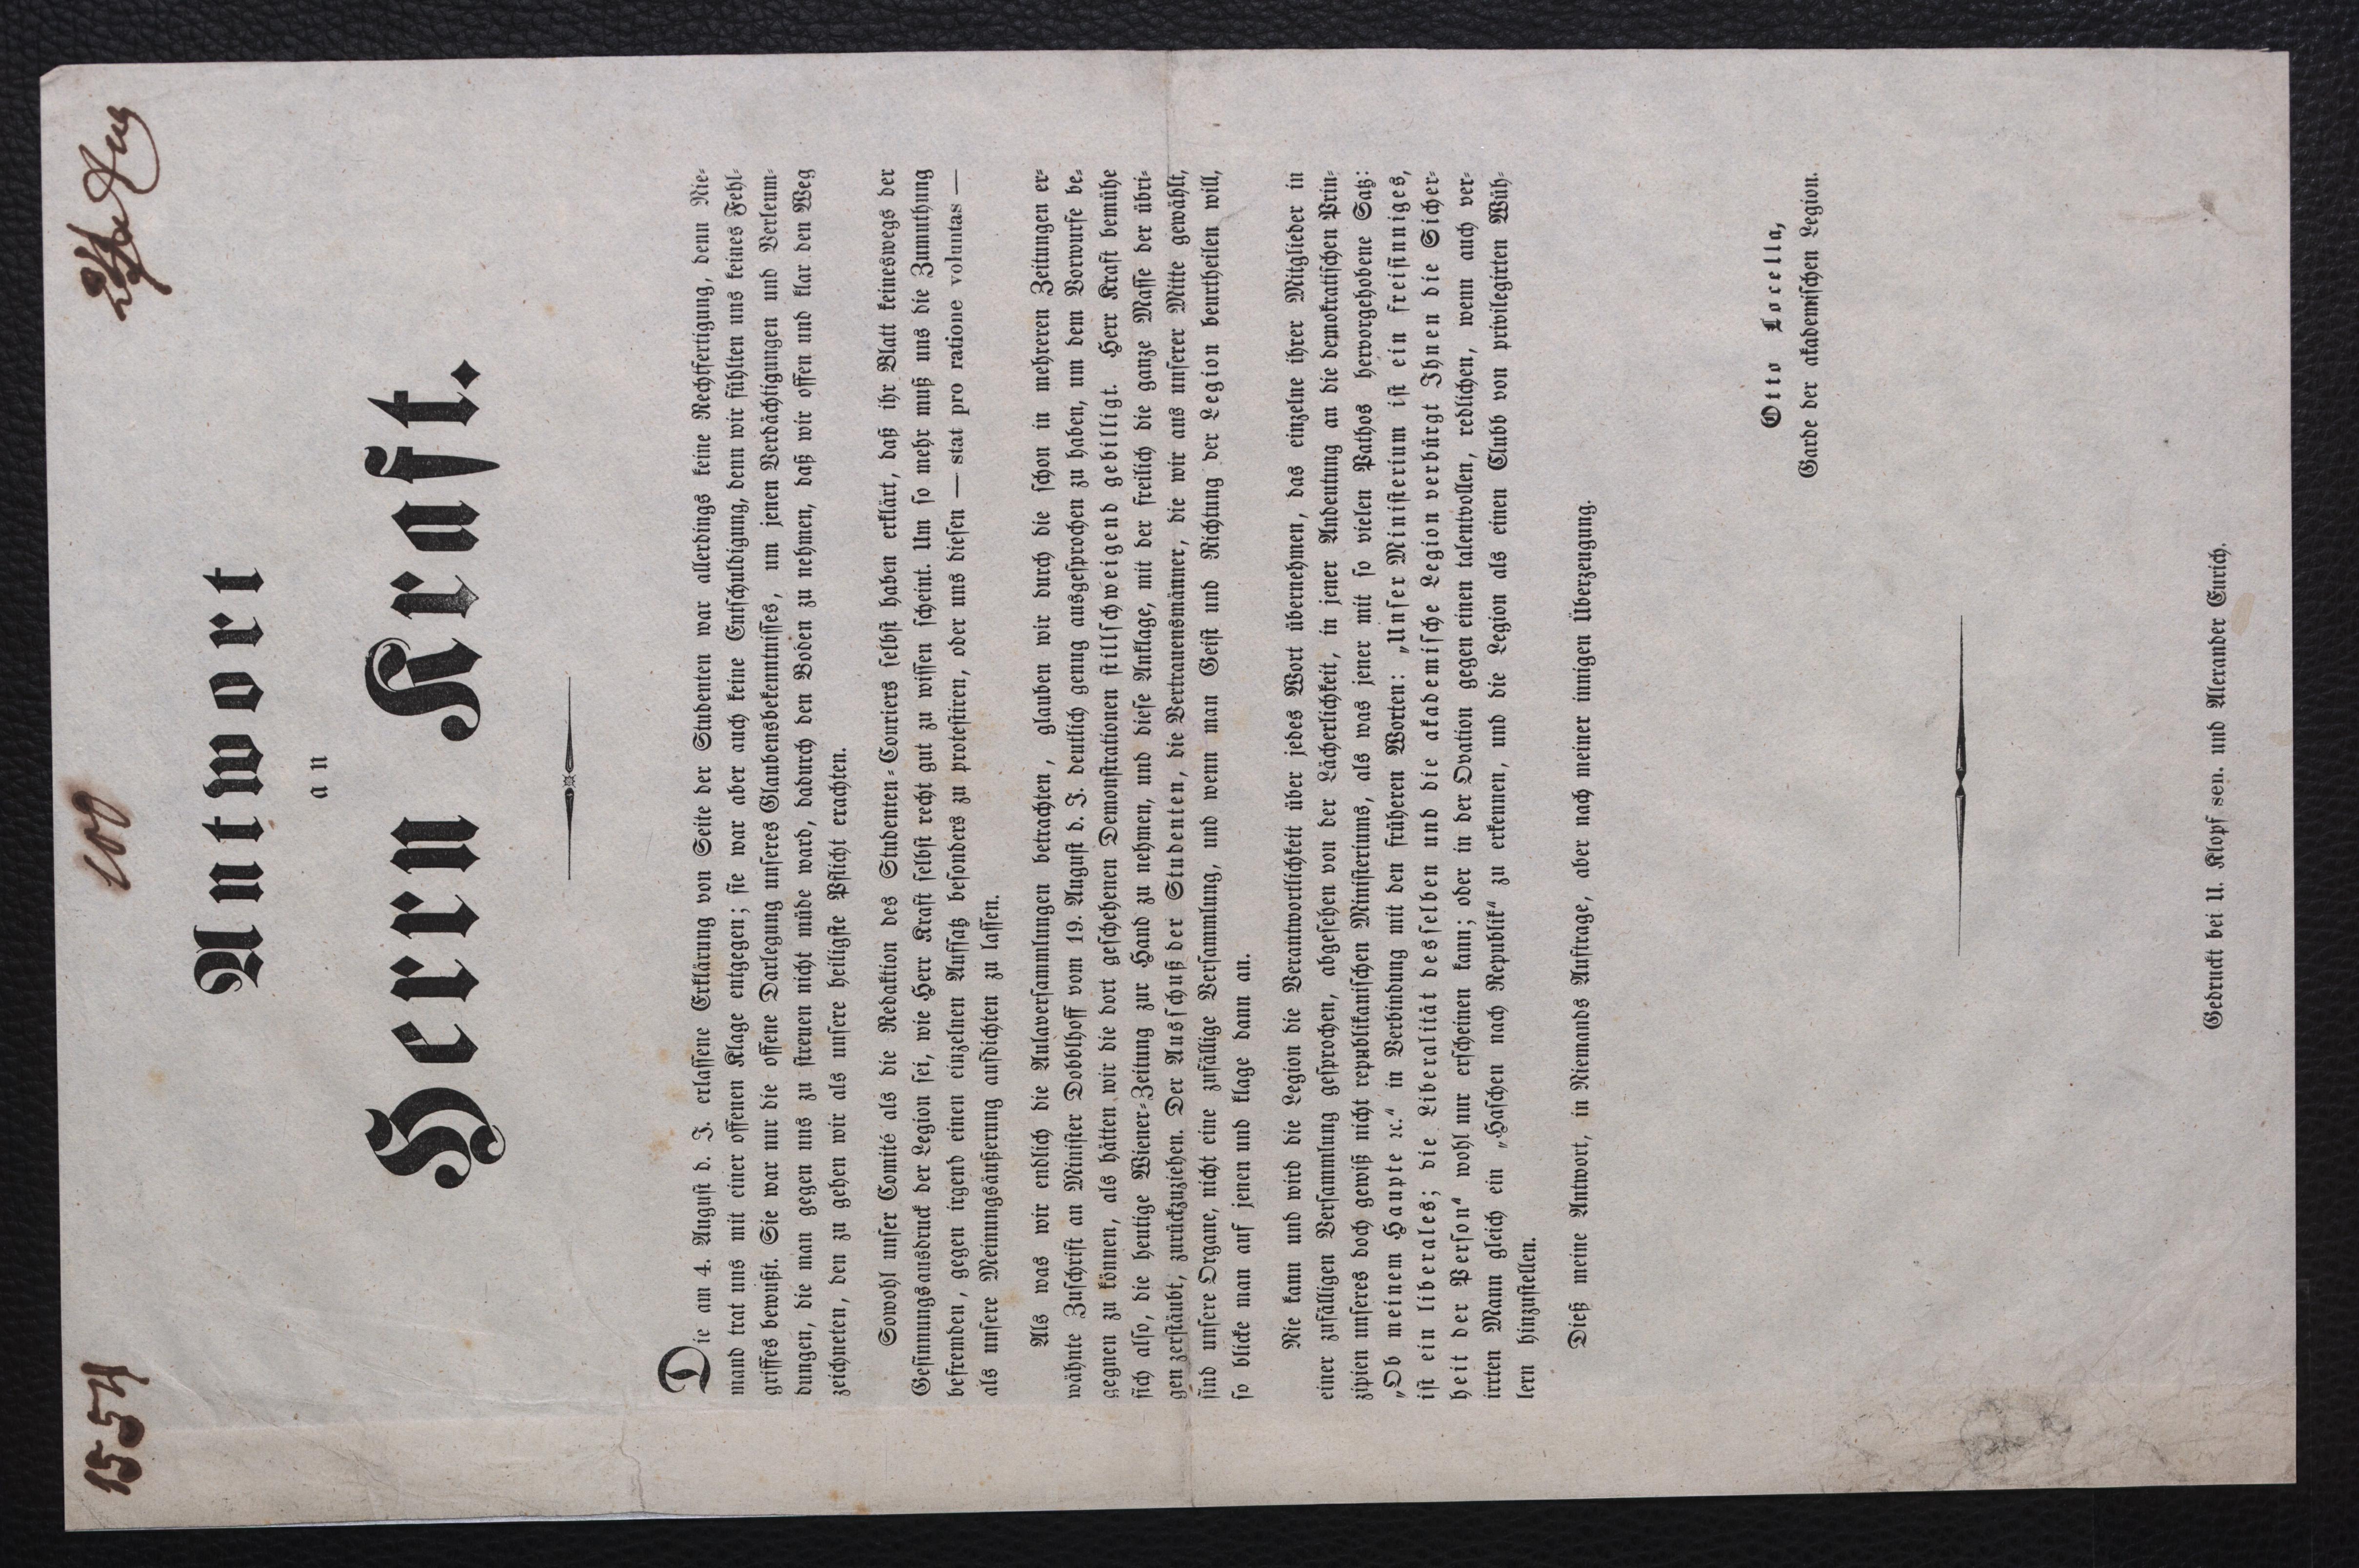 1554
100
Antwort
an
Herrn Kraft.
Die am 4. August d. J. erlassene Erklärung von Seite der Studenten war allerdings keine Rechtfertigung, denn Nie-
mand trat uns mit einer offenen Klage entgegen; sie war aber auch keine Entschuldigung, denn wir fühlten uns keines Fehl-
griffes bewußt. Sie war nur die offene Darlegung unseres Glaubensbekenntnisses, um jenen Verdächtigungen und Verleum-
dungen, die man gegen uns zu streuen nicht müde ward, dadurch den Boden zu nehmen, daß wir offen und klar den Weg
zeichneten, den zu gehen wir als unsere heiligste Pflicht erachten.
Sowohl unser Comité als die Redaktion des Studenten-Couriers selbst haben erklärt, daß ihr Blatt keineswegs der
Gesinnungsausdruck der Legion sei, wie Herr Kraft selbst recht gut zu wissen scheint. Um so mehr muß uns die Zumuthung
befremden, gegen irgend einen einzelnen Aufsatz besonders zu protestiren, oder uns diesen — stat pro ratione voluntas —
als unsere Meinungsäußerung aufdichten zu lassen.
Als was wir endlich die Aulaversammlungen betrachten, glauben wir durch die schon in mehreren Zeitungen er-
wähnte Zuschrift an Minister Dobblhoff vom 19. August d. J. deutlich genug ausgesprochen zu haben, um dem Vorwurfe be-
gegnen zu können, als hätten wir die dort geschehenen Demonstrationen stillschweigend gebilligt. Herr Kraft bemühe
sich also, die heutige Wiener-Zeitung zur Hand zu nehmen, und diese Anklage, mit der freilich die ganze Masse der übri-
gen zerstäubt, zurückzuziehen. Der Ausschuß der Studenten, die Vertrauensmänner, die wir aus unserer Mitte gewählt,
sind unsere Organe, nicht eine zufällige Versammlung, und wenn man Geist und Richtung der Legion beurtheilen will,
so blicke man auf jenen und klage dann an.
Nie kann und wird die Legion die Verantwortlichkeit über jedes Wort übernehmen, das einzelne ihrer Mitglieder in
einer zufälligen Versammlung gesprochen, abgesehen von der Lächerlichkeit, in jener Andeutung an die demokratischen Prin-
zipien unseres doch gewiß nicht republikanischen Ministeriums, als was jener mit so vielen Pathos hervorgehobene Satz:
„Ob meinem Haupte ꝛc.“ in Verbindung mit den früheren Worten: „Unser Ministerium ist ein freisinniges,
ist ein liberales; die Liberalität desselben und die akademische Legion verbürgt Ihnen die Sicher-
heit der Person“ wohl nur erscheinen kann; oder in der Ovation gegen einen talentvollen, redlichen, wenn auch ver-
irrten Mann gleich ein „Haschen nach Republik“ zu erkennen, und die Legion als einen Clubb von privilegirten Wüh-
lern hinzustellen.
Dieß meine Antwort, in Niemands Auftrage, aber nach meiner innigen Überzeugung.
Otto Locella,
Garde der akademischen Legion.
Gedruckt bei U. Klopf sen. und Alexander Eurich.